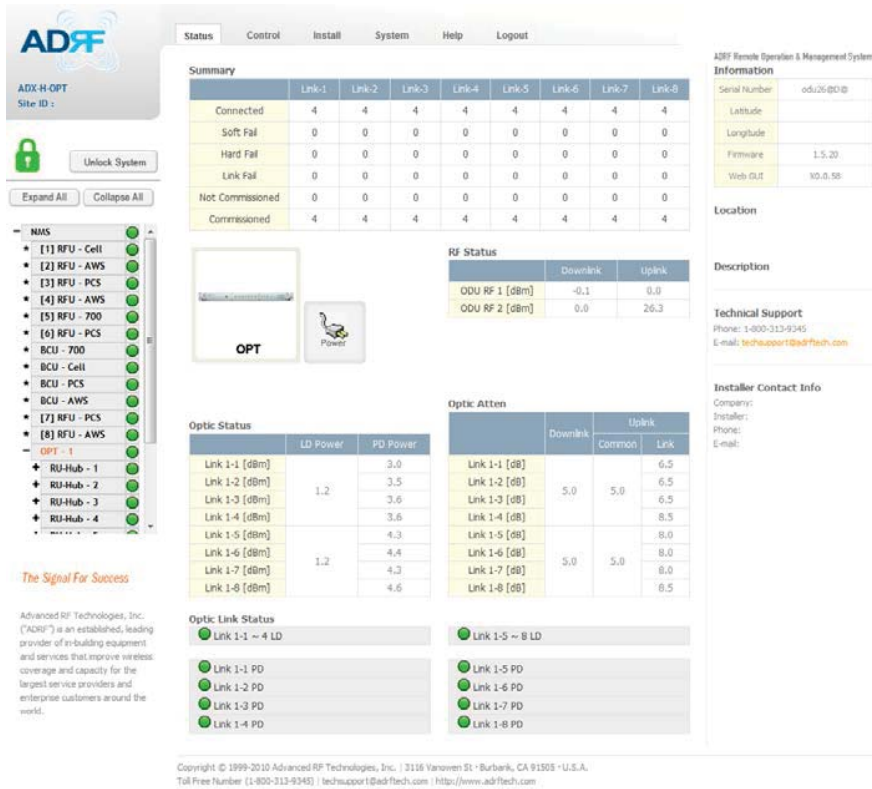 ADRF
ADX-H-OPT
Site ID :
Unlock System
Expand All Collapse All
NMS
[1] RFU - Cell
[2] RFU - AWS
[3] RFU - PCS
[4] RFU - AWS
[5] RFU - 700
[6] RFU - PCS
BCU - 700
BCU - Cell
BCU - PCS
BCU - AWS
[7] RFU - PCS
[8] RFU - AWS
OPT - 1
RU-Hub - 1
RU-Hub - 2
RU-Hub - 3
RU-Hub - 4
The Signal For Success
Advanced RF Technologies, Inc.
("ADRF") is an established, leading
provider of in-building equipment
and services that improve wireless
coverage and capacity for the
largest service providers and
enterprise customers around the
world.
Status Control Install System Help Logout
Summary
Link-1 Link-2 Link-3 Link-4 Link-5 Link-6 Link-7 Link-8
Connected 4 4 4 4 4 4 4 4
Soft Fail 0 0 0 0 0 0 0 0
Hard Fail 0 0 0 0 0 0 0 0
Link Fail 0 0 0 0 0 0 0 0
Not Commissioned 0 0 0 0 0 0 0 0
Commissioned 4 4 4 4 4 4 4 4
OPT
Power
RF Status
Downlink Uplink
ODU RF 1 [dBm] -0.1 0.0
ODU RF 2 [dBm] 0.0 26.3
Optic Status
LD Power PD Power
Link 1-1 [dBm] 3.0
Link 1-2 [dBm] 3.5
1.2
Link 1-3 [dBm] 3.6
Link 1-4 [dBm] 3.6
Link 1-5 [dBm] 4.3
Link 1-6 [dBm] 4.4
1.2
Link 1-7 [dBm] 4.3
Link 1-8 [dBm] 4.6
Optic Atten
Uplink
Downlink
Common Link
Link 1-1 [dB] 6.5
Link 1-2 [dB] 6.5
5.0 5.0
Link 1-3 [dB] 6.5
Link 1-4 [dB] 8.5
Link 1-5 [dB] 8.0
Link 1-6 [dB] 8.0
5.0 5.0
Link 1-7 [dB] 8.0
Link 1-8 [dB] 8.5
Optic Link Status
Link 1-1 ~ 4 LD
Link 1-5 ~ 8 LD
Link 1-1 PD
Link 1-2 PD
Link 1-3 PD
Link 1-4 PD
Link 1-5 PD
Link 1-6 PD
Link 1-7 PD
Link 1-8 PD
ADRF Remote Operation & Management System
Information
Serial Number
Latitude
Longitude
Firmware 1.5.20
Web GUI X0.0.58
Location
Description
Technical Support
Phone: 1-800-313-9345
E-mail: techsupport@adrftech.com
Installer Contact Info
Company:
Installer:
Phone:
E-mail:
Copyright © 1999-2010 Advanced RF Technologies, Inc. | 3116 Vanowen St · Burbank, CA 91505 · U.S.A.
Toll Free Number (1-800-313-9345) | techsupport@adrftech.com | http://www.adrftech.com